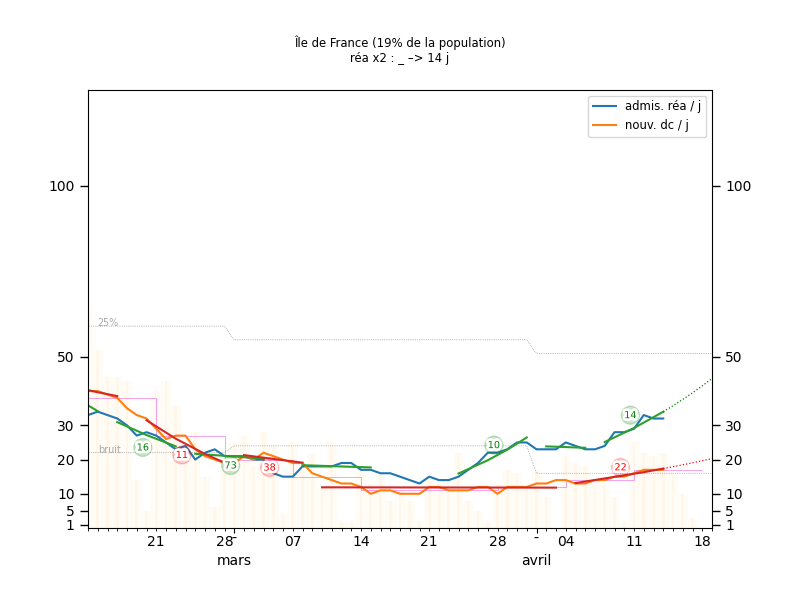 Île de France (19% de la population)
réa x2 : _ –> 14 j
admis. réa / j
nouv. dc / j
100 100
50 50
30 30
20 20
10 10
5 5
1 1
25%
bruit
16
11
73
38
10
14
22
21 28 07 14 21 28 - 04 11 18
mars avril